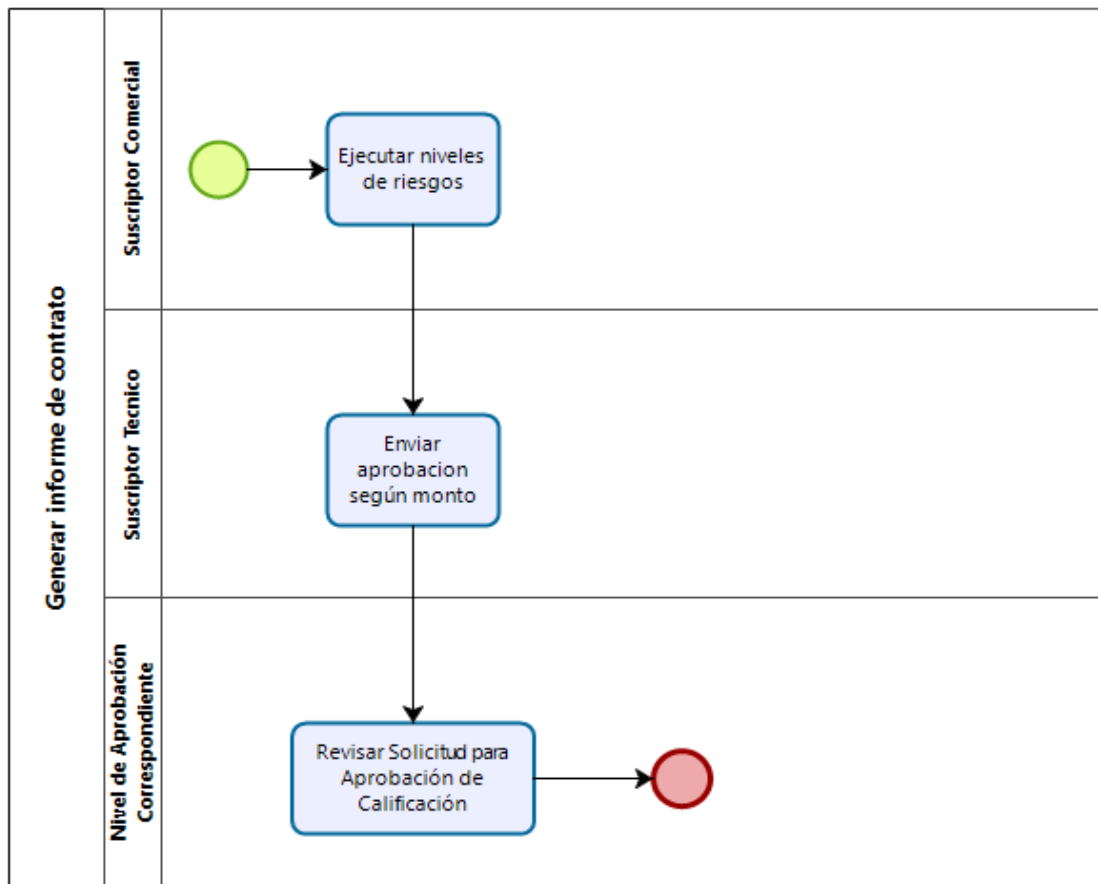 Generar informe de contrato
Suscriptor Comercial
Ejecutar niveles
de riesgos
Suscriptor Tecnico
Enviar
aprobacion
según monto
Nivel de Aprobación
Correspondiente
Revisar Solicitud para
Aprobación de
Calificación